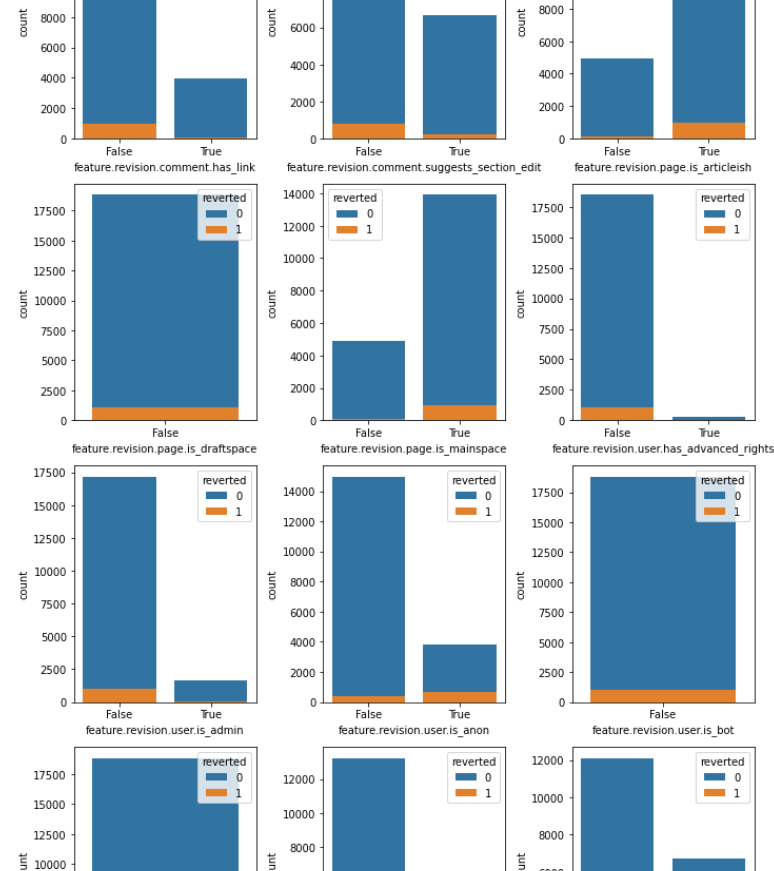 8000
6000
4000
2000
0
count
False True
feature.revision.comment.has_link
6000
4000
2000
0
count
False True
feature.revision.comment.suggests_section_edit
8000
6000
4000
2000
0
count
False True
feature.revision.page.is_articleish
17500
15000
12500
10000
7500
5000
2500
0
count
reverted
0
1
False
feature.revision.page.is_draftspace
14000
12000
10000
8000
6000
4000
2000
0
count
reverted
0
1
False True
feature.revision.page.is_mainspace
17500
15000
12500
10000
7500
5000
2500
0
count
reverted
0
1
False True
feature.revision.user.has_advanced_rights
17500
15000
12500
10000
7500
5000
2500
0
count
reverted
0
1
False True
feature.revision.user.is_admin
14000
12000
10000
8000
6000
4000
2000
0
count
reverted
0
1
False True
feature.revision.user.is_anon
17500
15000
12500
10000
7500
5000
2500
0
count
reverted
0
1
False
feature.revision.user.is_bot
17500
15000
12500
10000
reverted
0
1
12000
10000
8000
reverted
0
1
12000
10000
8000
reverted
0
1